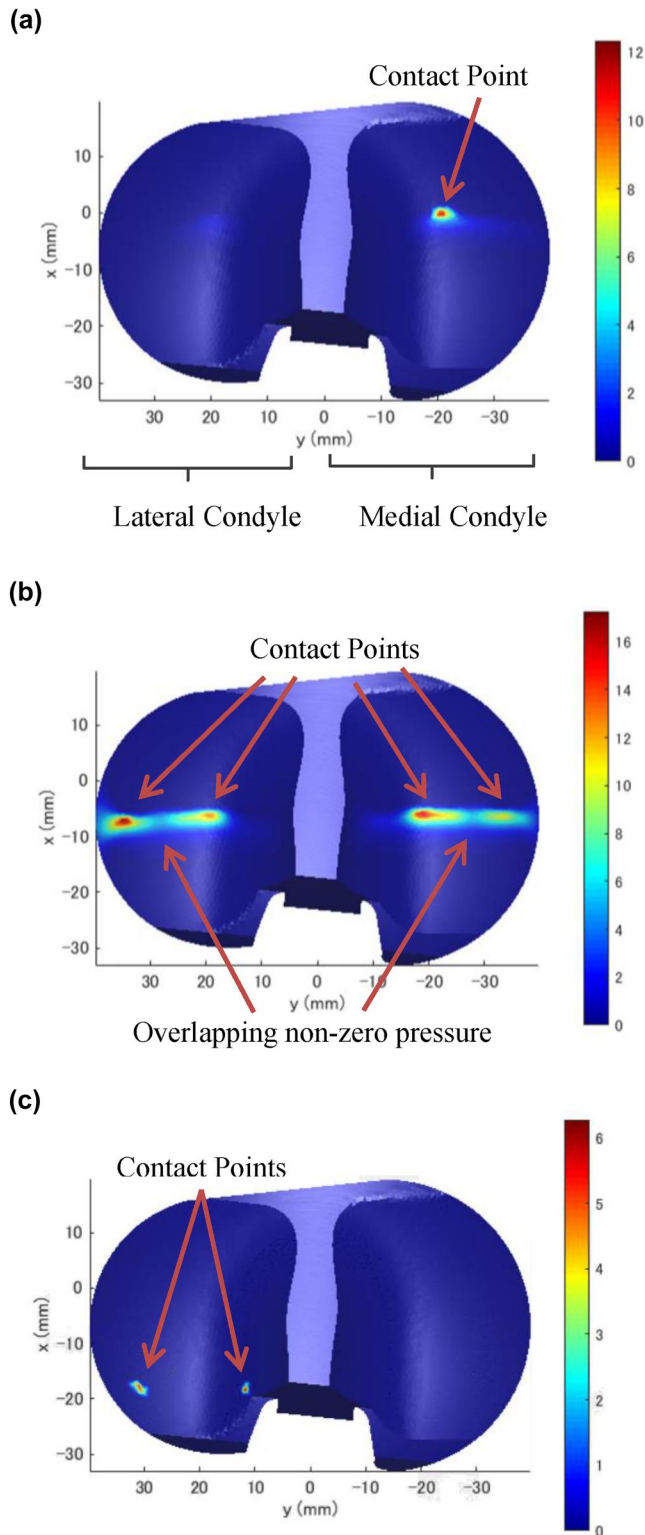 (a)
Contact Point
12
10
8
6
4
2
0
10
0
-10
-20
-30
x (mm)
30 20 10 0 -10 -20 -30
y (mm)
Lateral Condyle Medial Condyle
(b)
Contact Points
16
14
12
10
8
6
4
2
0
10
0
-10
-20
-30
x (mm)
30 20 10 0 -10 -20 -30
y (mm)
Overlapping non-zero pressure
(c)
Contact Points
6
5
4
3
2
1
0
10
0
-10
-20
-30
x (mm)
30 20 10 0 -10 -20 -30
y (mm)